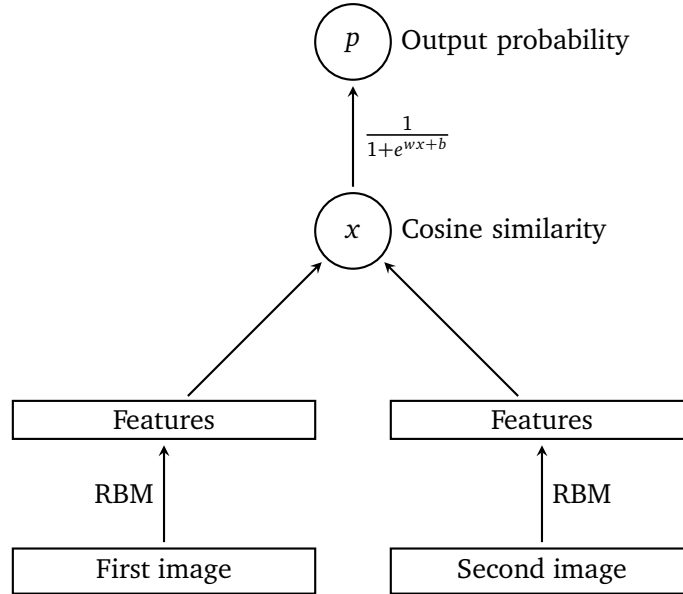 p Output probability
1
1+e^{wx+b}
x Cosine similarity
Features Features
RBM RBM
First image Second image